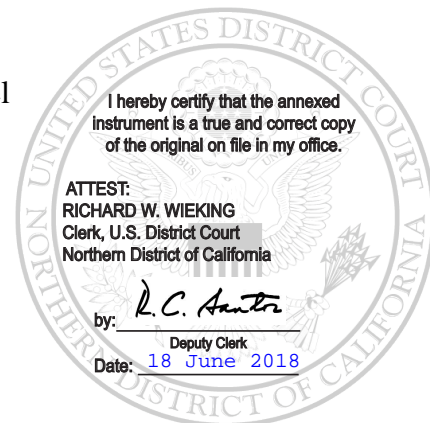 el
UNITED STATES DISTRICT COURT
I hereby certify that the annexed
instrument is a true and correct copy
of the original on file in my office.
ATTEST:
RICHARD W. WIEKING
Clerk, U.S. District Court
Northern District of California
by: R. C. Santos
Deputy Clerk
Date: 18 June 2018
NORTHERN DISTRICT OF CALIFORNIA